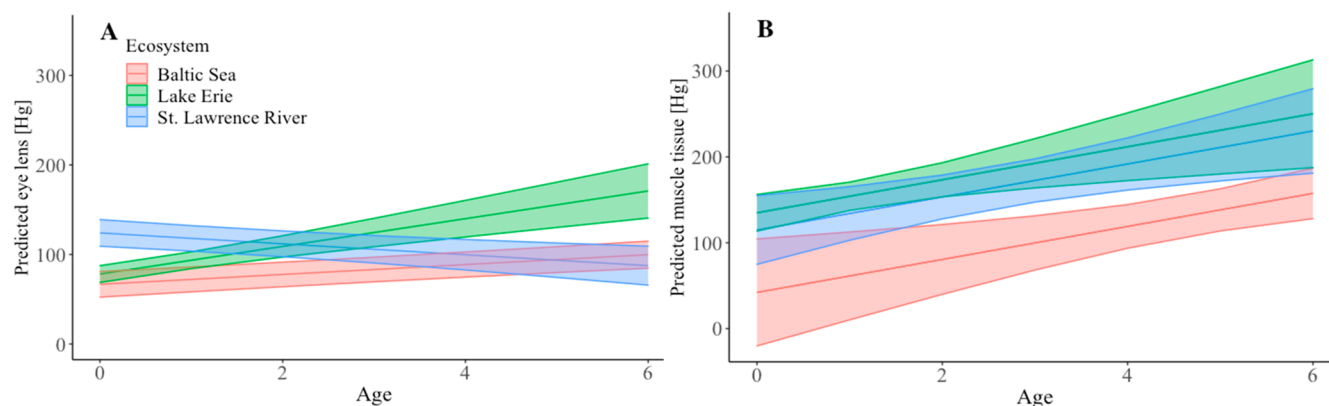 A
Ecosystem
Baltic Sea
Lake Erie
St. Lawrence River
Predicted eye lens [Hg]
300
200
100
0
0 2 4 6
Age
B
Predicted muscle tissue [Hg]
300
200
100
0
0 2 4 6
Age